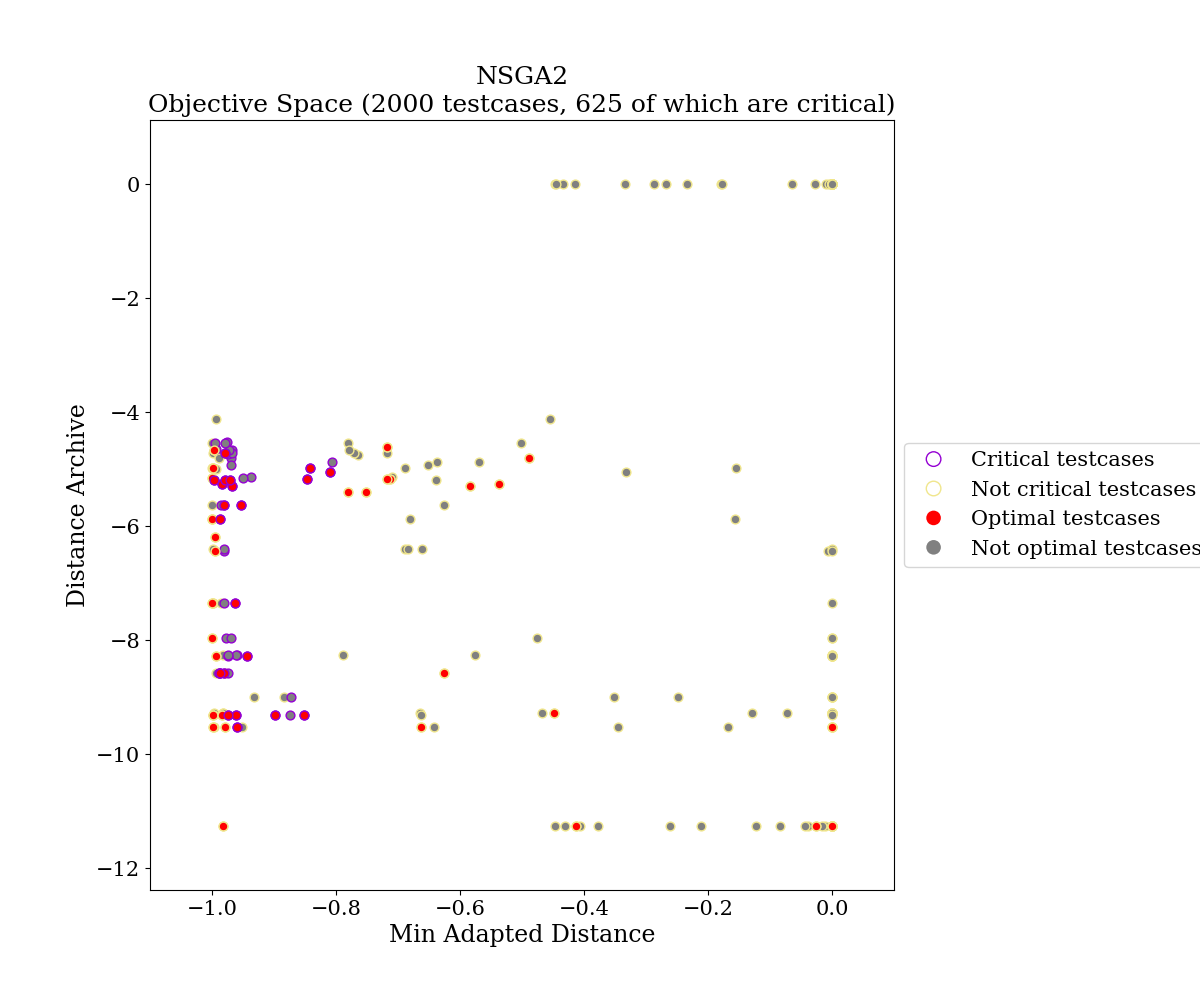 NSGA2
Objective Space (2000 testcases, 625 of which are critical)
0
−2
−4
−6
−8
−10
−12
Distance Archive
−1.0
−0.8
−0.6
−0.4
−0.2
0.0
Min Adapted Distance
Critical testcases
Not critical testcases
Optimal testcases
Not optimal testcases